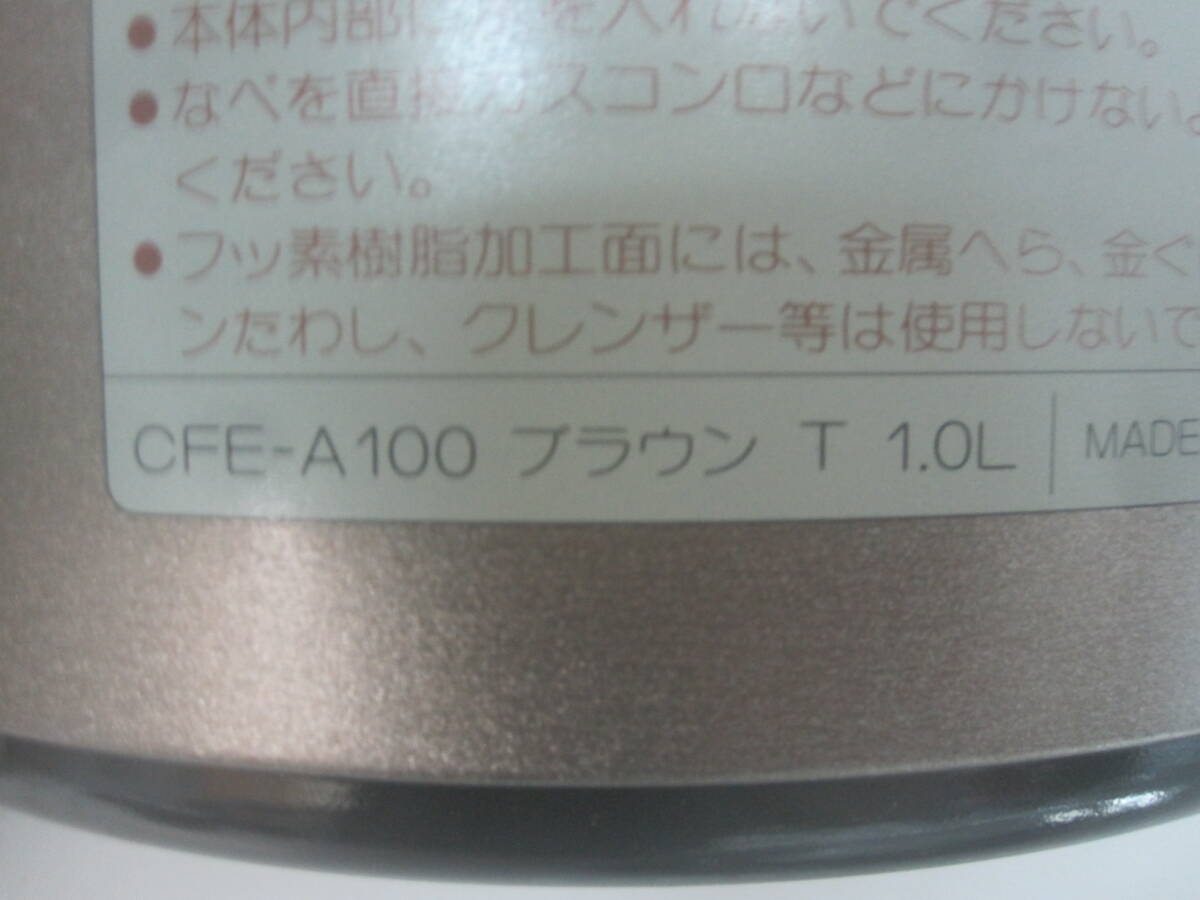 ●本体内部に水を入れないでください。
●なべを直接ガスコンロなどにかけない
ください。
●フッ素樹脂加工面には、金属へら、金ぐ
ンたわし、クレンザー等は使用しないで
CFE-A100 ブラウン T 1.0L MADE